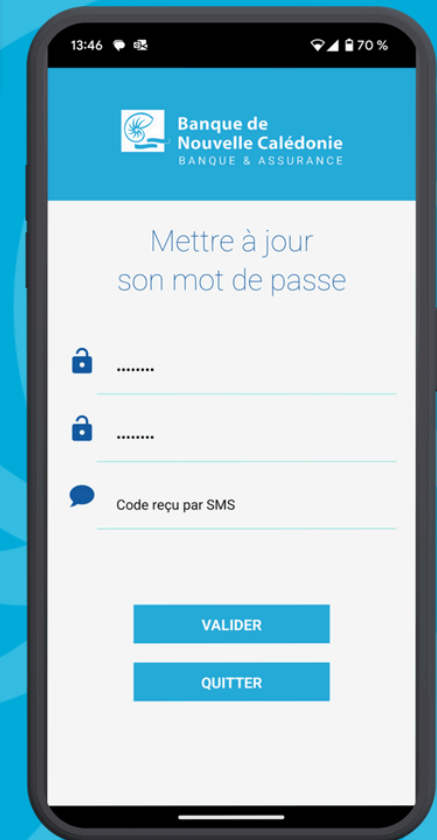 13:46 70 %
Banque de
Nouvelle Calédonie
BANQUE & ASSURANCE
Mettre à jour
son mot de passe
........
........
Code reçu par SMS
VALIDER
QUITTER